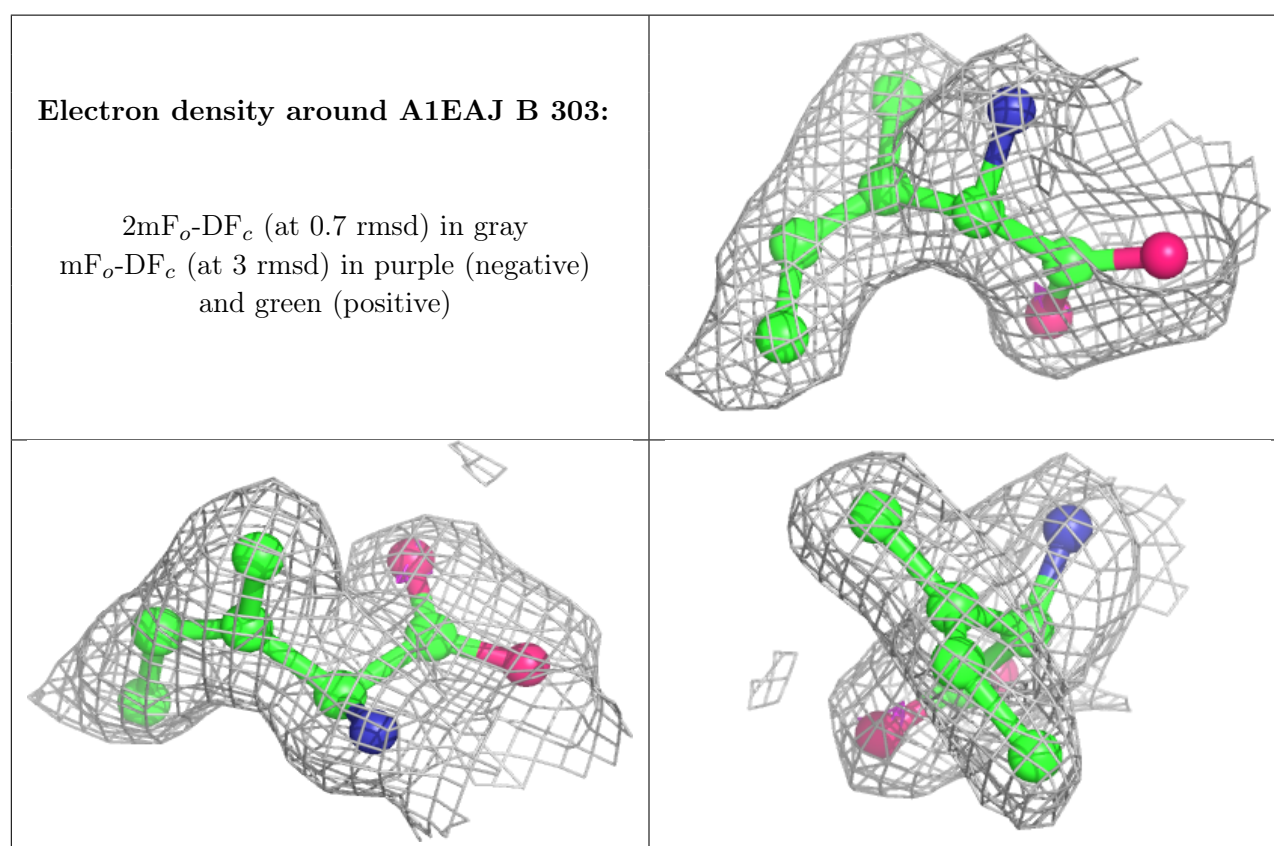 Electron density around A1EAJ B 303:
2mFₒ-DF𝒸 (at 0.7 rmsd) in gray
mFₒ-DF𝒸 (at 3 rmsd) in purple (negative)
and green (positive)